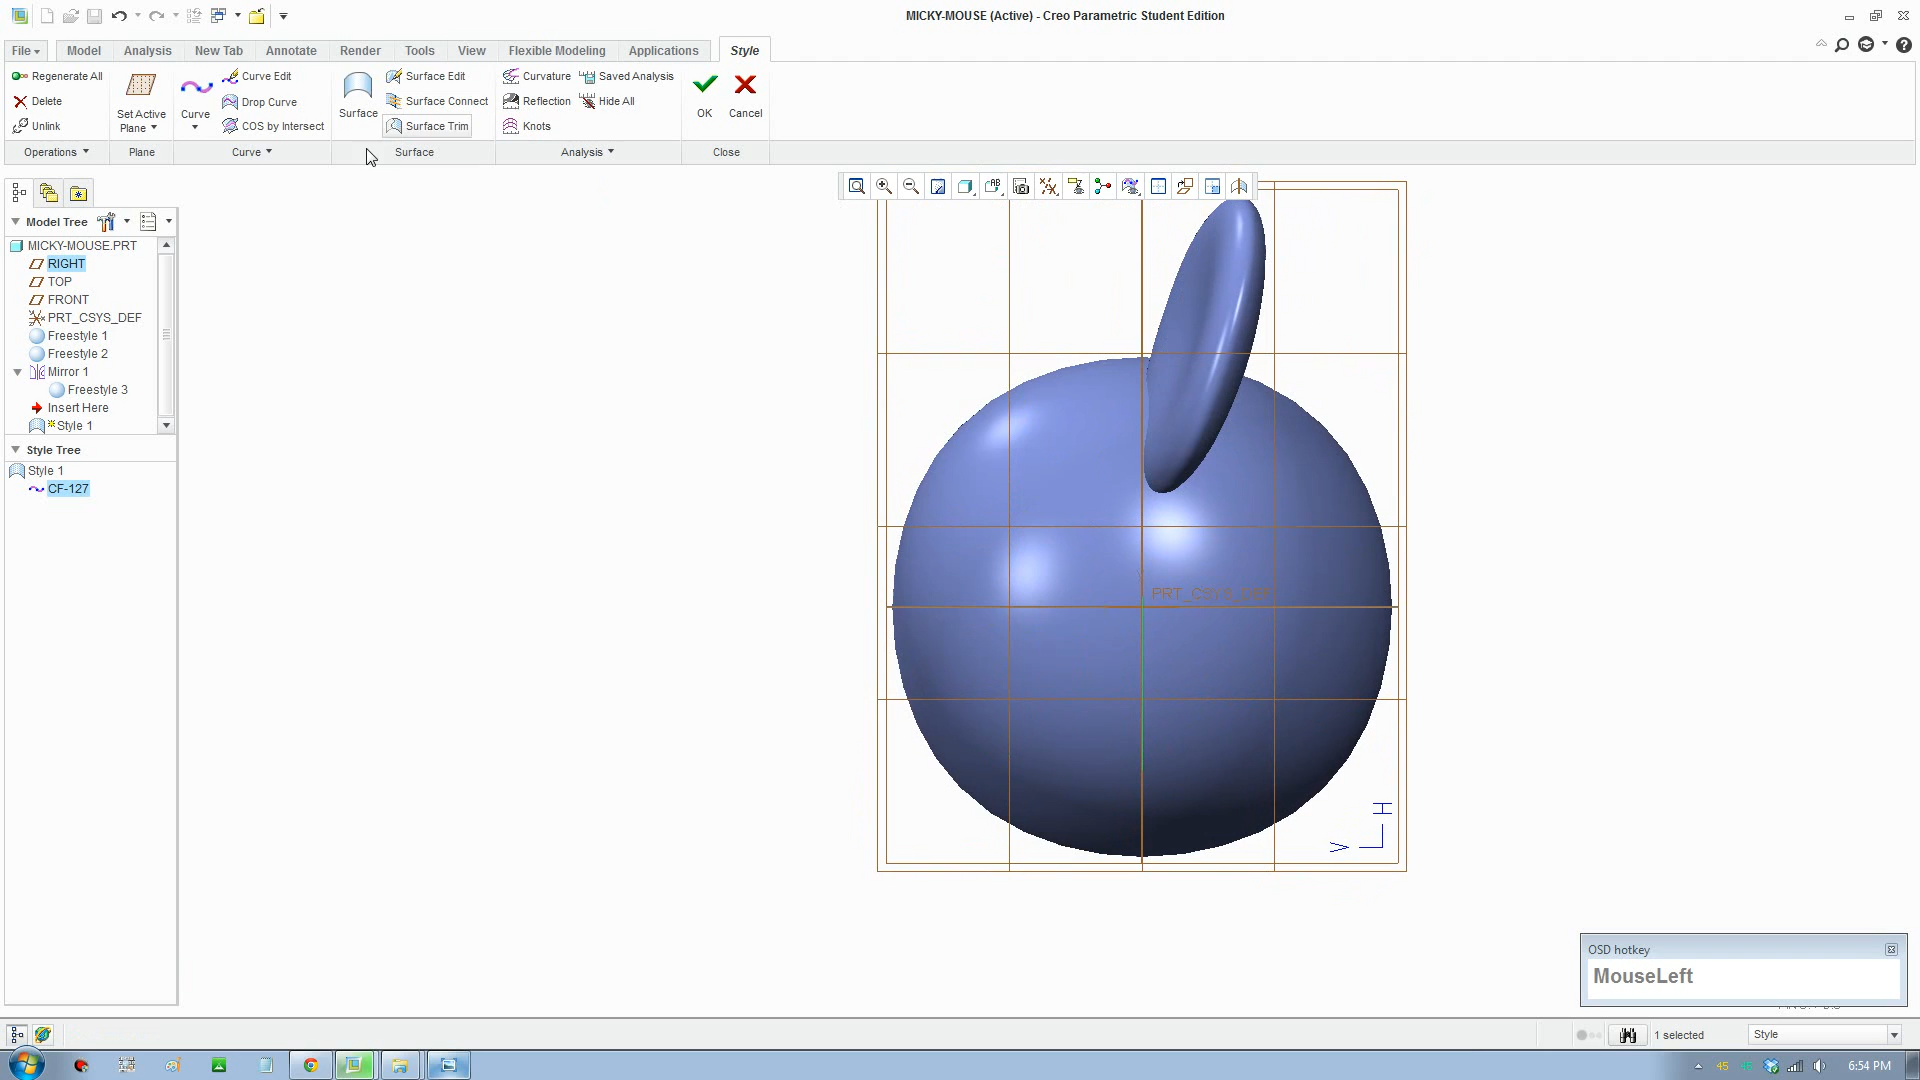 MICKY-MOUSE (Active) - Creo Parametric Student Edition
File Model Analysis New Tab Annotate Render Tools View Flexible Modeling Applications Style
Regenerate All
Delete
Unlink
Set Active
Plane
Curve
Curve Edit
Drop Curve
COS by Intersect
Surface
Surface Edit
Surface Connect
Surface Trim
Curvature
Reflection
Knots
Saved Analysis
Hide All
OK
Cancel
Operations Plane Curve Surface Analysis Close
Model Tree
MICKY-MOUSE.PRT
RIGHT
TOP
FRONT
PRT_CSYS_DEF
Freestyle 1
Freestyle 2
Mirror 1
Freestyle 3
Insert Here
Style 1
Style Tree
Style 1
CF-127
PRT_CSYS_DEF
H
V
OSD hotkey
MouseLeft
1 selected
Style
45
6:54 PM